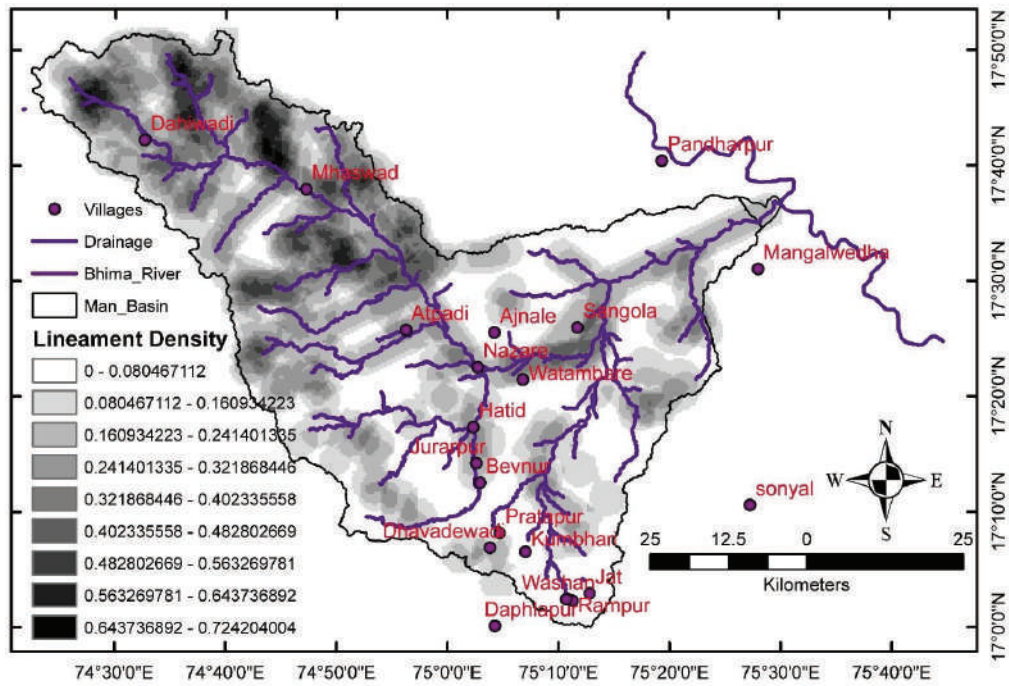 17°50'0"N
17°40'0"N
17°30'0"N
17°20'0"N
17°10'0"N
17°0'0"N
Dahiwadi
Mhaswad
Pandharpur
Mangalwedha
Atpadi
Ajnale
Sangola
Nazare
Watambare
Hatid
Jurarpur
Bevnur
sonyal
Dhavadewadi
Pratapur
Kumbhari
Washan
Jat
Daphlapur
Rampur
Villages
Drainage
Bhima_River
Man_Basin
Lineament Density
0 - 0.080467112
0.080467112 - 0.160934223
0.160934223 - 0.241401335
0.241401335 - 0.321868446
0.321868446 - 0.402335558
0.402335558 - 0.482802669
0.482802669 - 0.563269781
0.563269781 - 0.643736892
0.643736892 - 0.724204004
N
W E
S
25 12.5 0 25
Kilometers
74°30'0"E 74°40'0"E 74°50'0"E 75°0'0"E 75°10'0"E 75°20'0"E 75°30'0"E 75°40'0"E